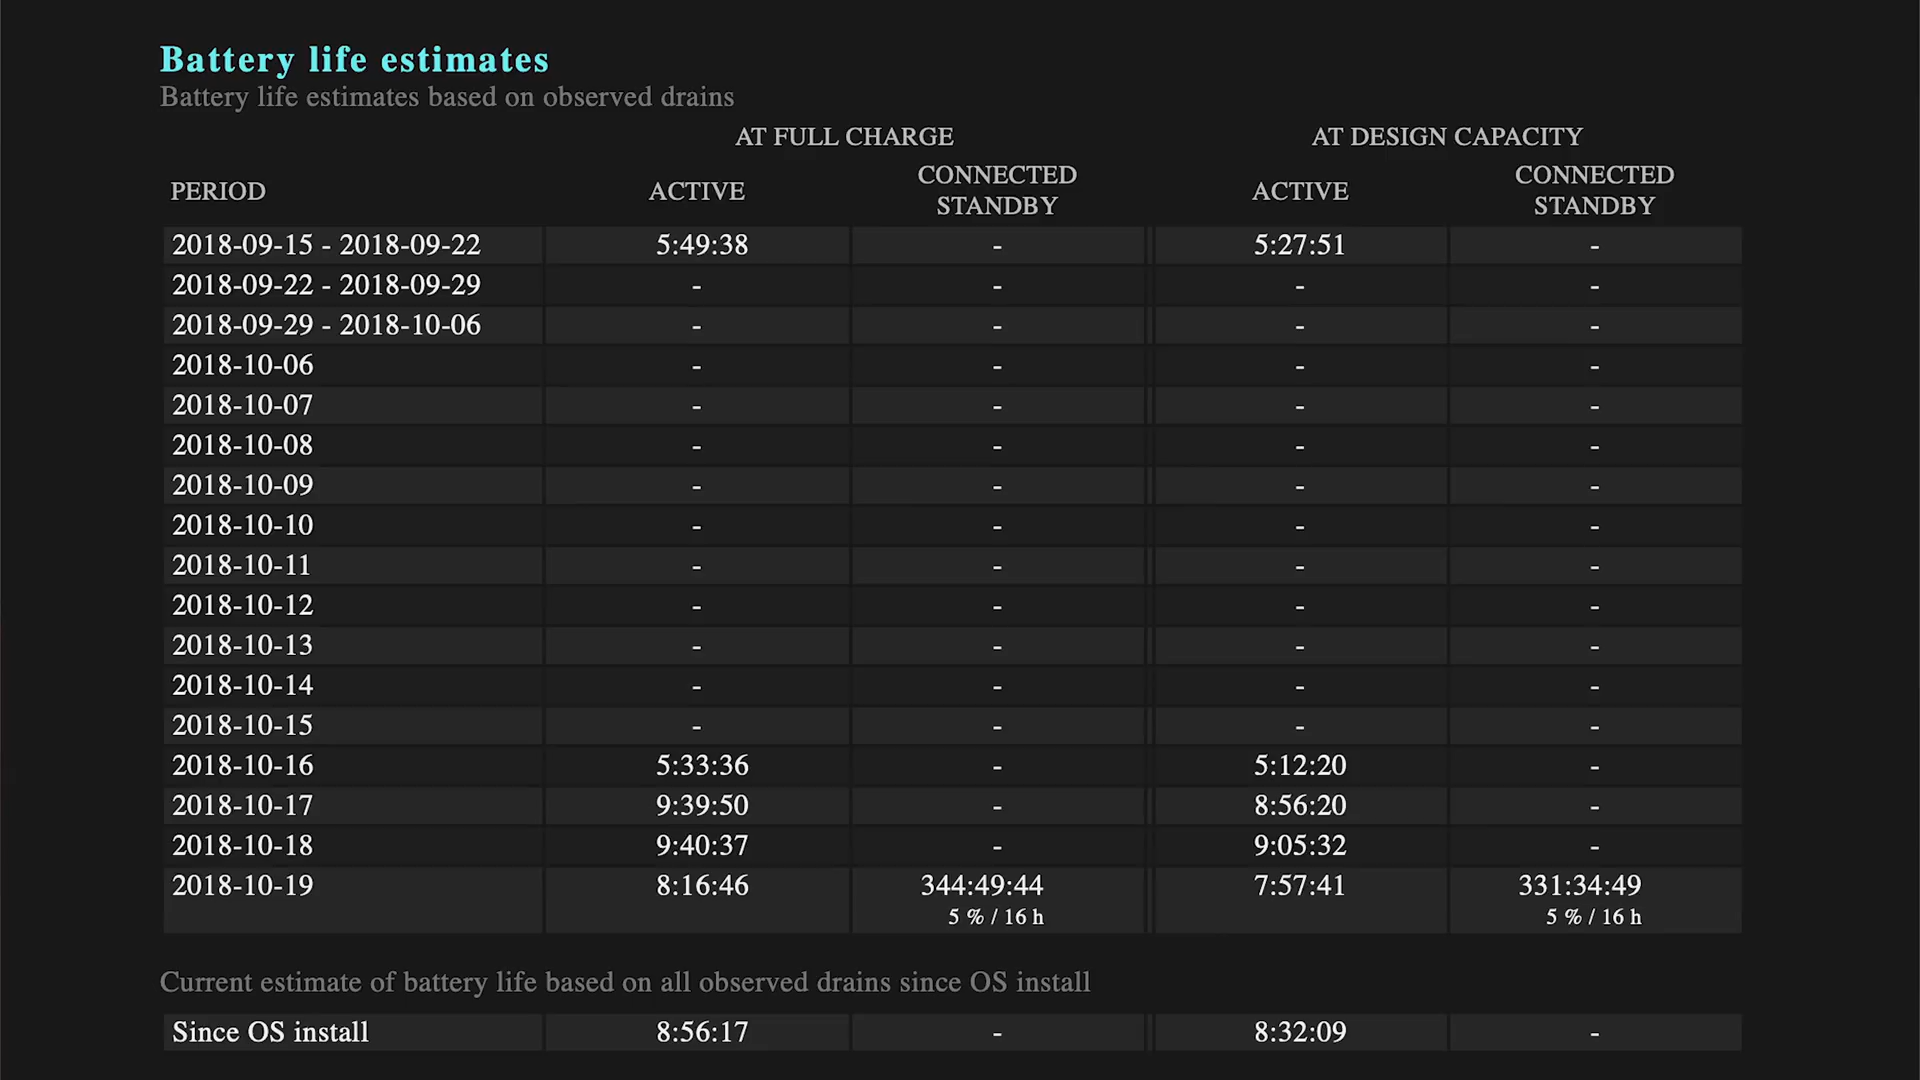 Battery life estimates
Battery life estimates based on observed drains
AT FULL CHARGE AT DESIGN CAPACITY
PERIOD ACTIVE CONNECTED STANDBY ACTIVE CONNECTED STANDBY
2018-09-15 - 2018-09-22 5:49:38 - 5:27:51 -
2018-09-22 - 2018-09-29 - - - -
2018-09-29 - 2018-10-06 - - - -
2018-10-06 - - - -
2018-10-07 - - - -
2018-10-08 - - - -
2018-10-09 - - - -
2018-10-10 - - - -
2018-10-11 - - - -
2018-10-12 - - - -
2018-10-13 - - - -
2018-10-14 - - - -
2018-10-15 - - - -
2018-10-16 5:33:36 - 5:12:20 -
2018-10-17 9:39:50 - 8:56:20 -
2018-10-18 9:40:37 - 9:05:32 -
2018-10-19 8:16:46 344:49:44 7:57:41 331:34:49
5 % / 16 h 5 % / 16 h
Current estimate of battery life based on all observed drains since OS install
Since OS install 8:56:17 - 8:32:09 -